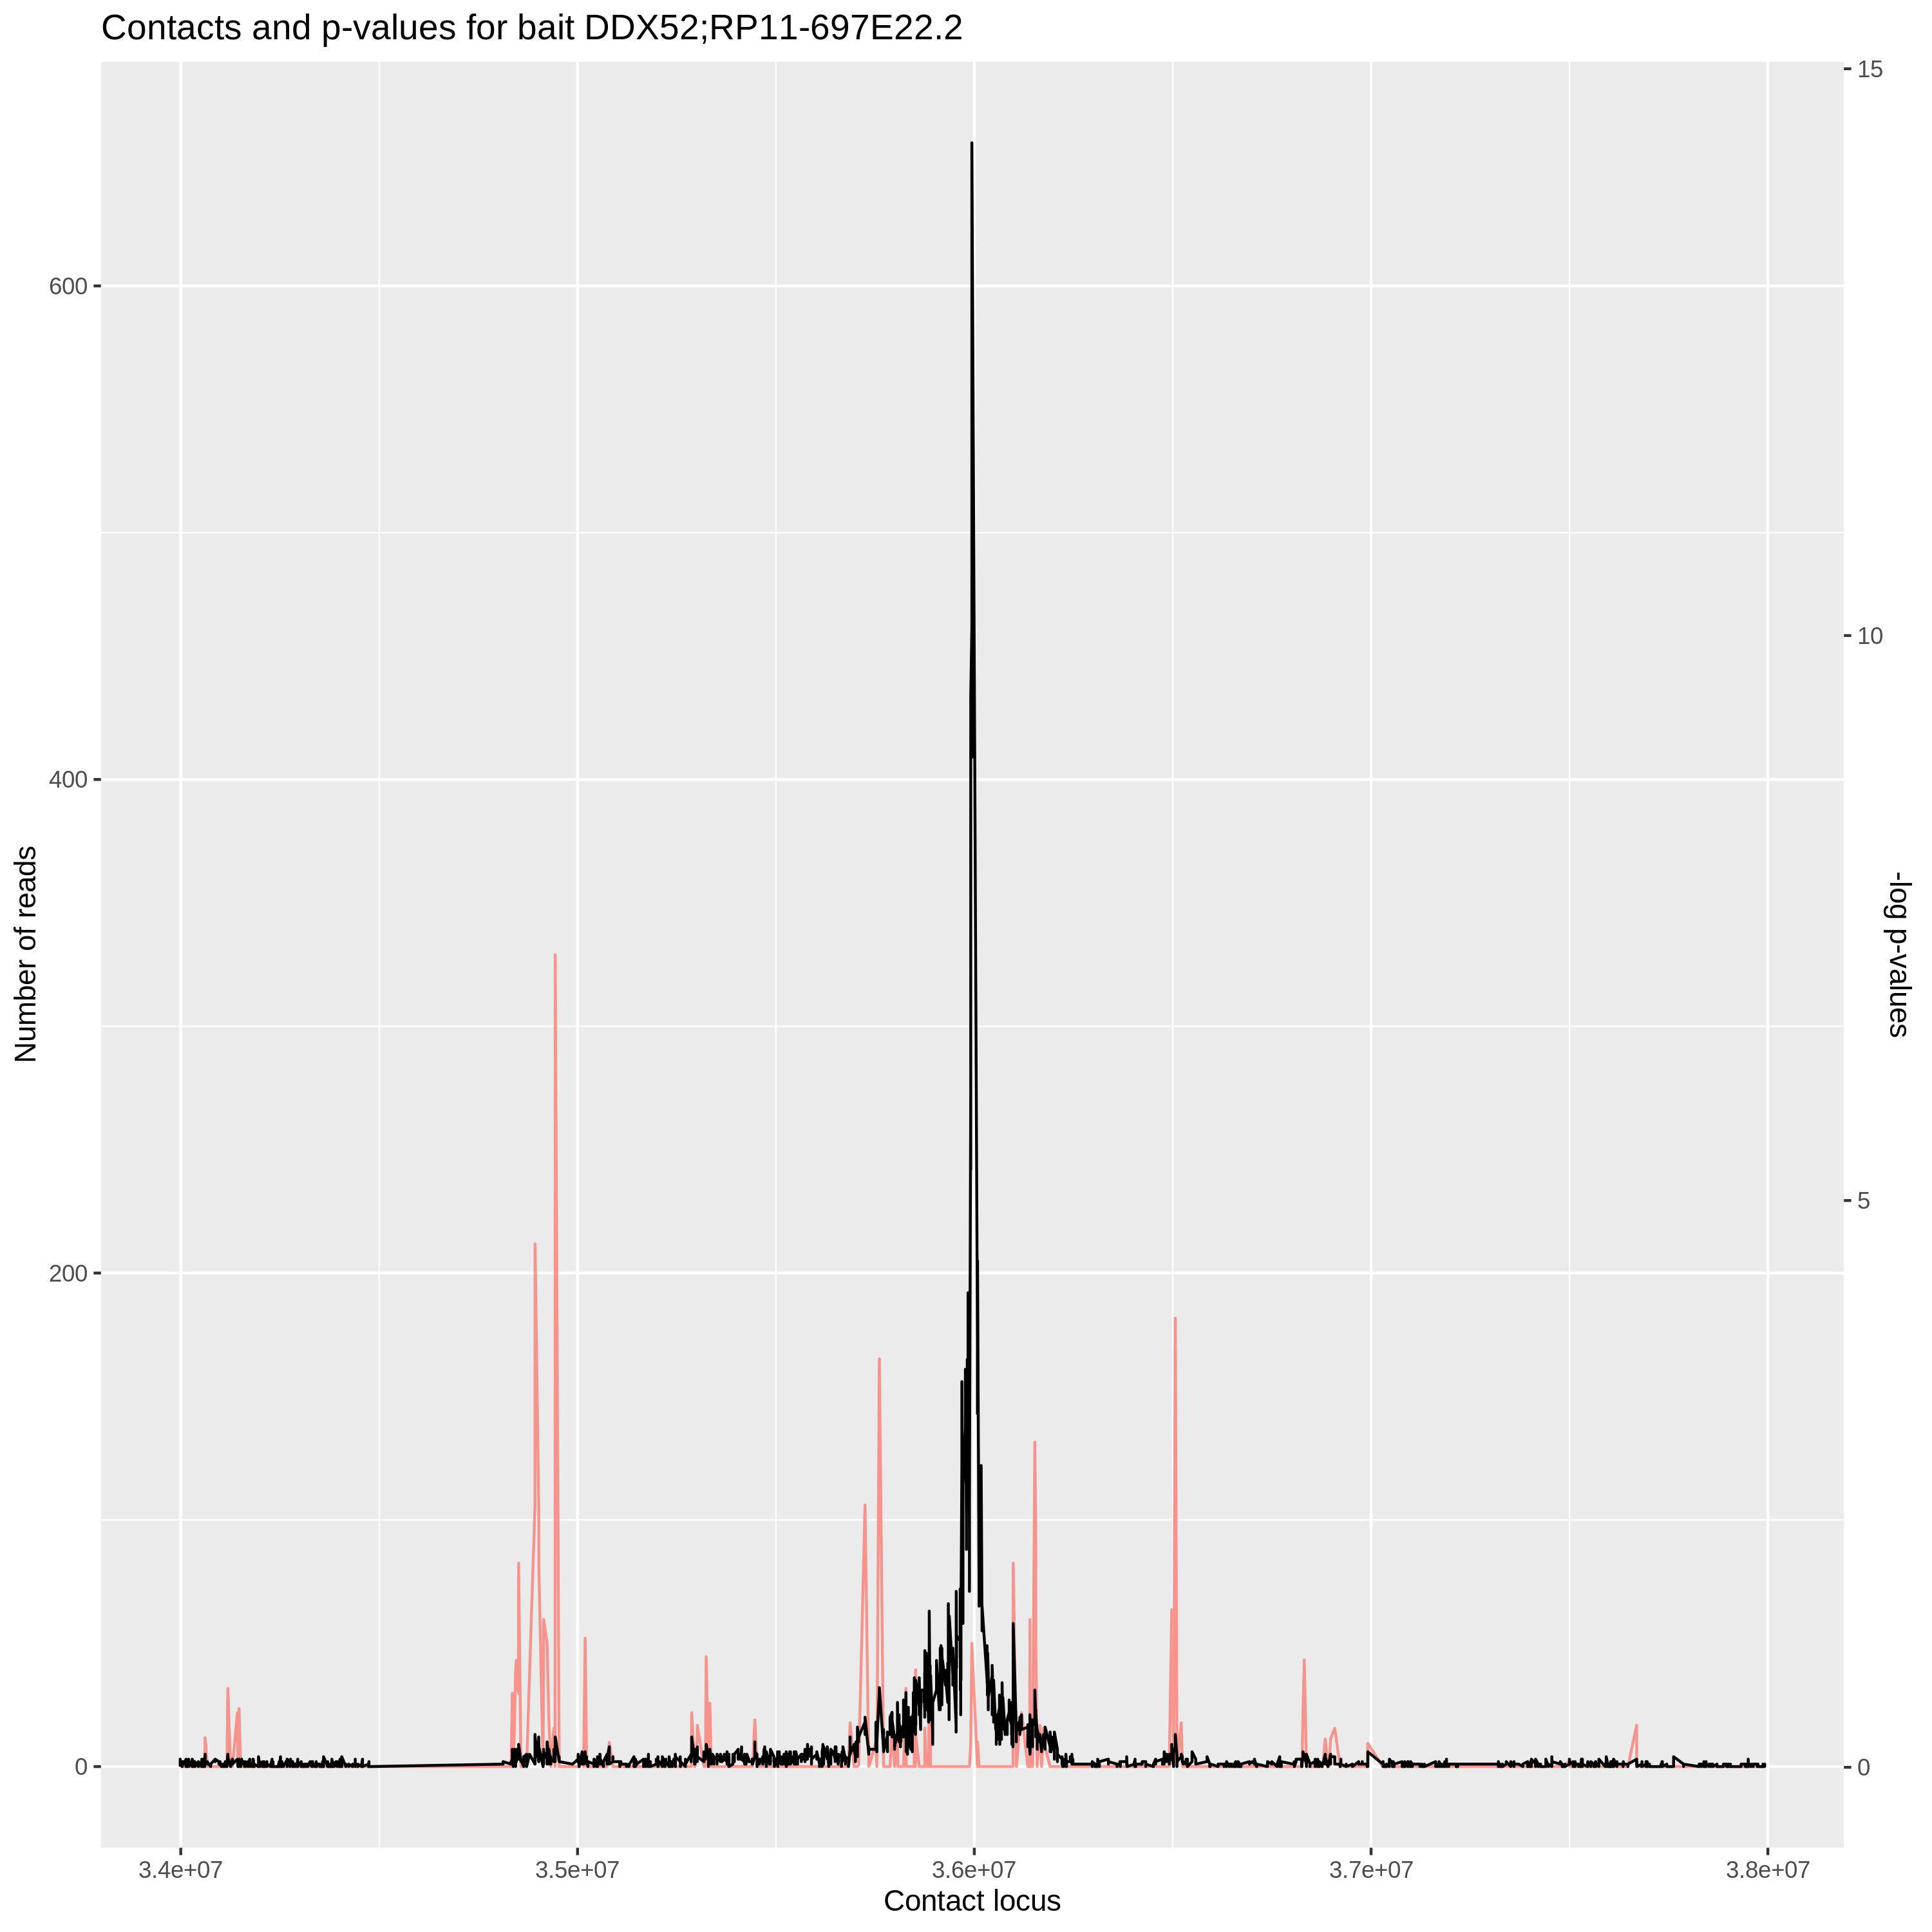 Contacts and p-values for bait DDX52;RP11-697E22.2
Number of reads
600
400
200
0
15
10
5
0
-log p-values
3.4e+07
3.5e+07
3.6e+07
3.7e+07
3.8e+07
Contact locus